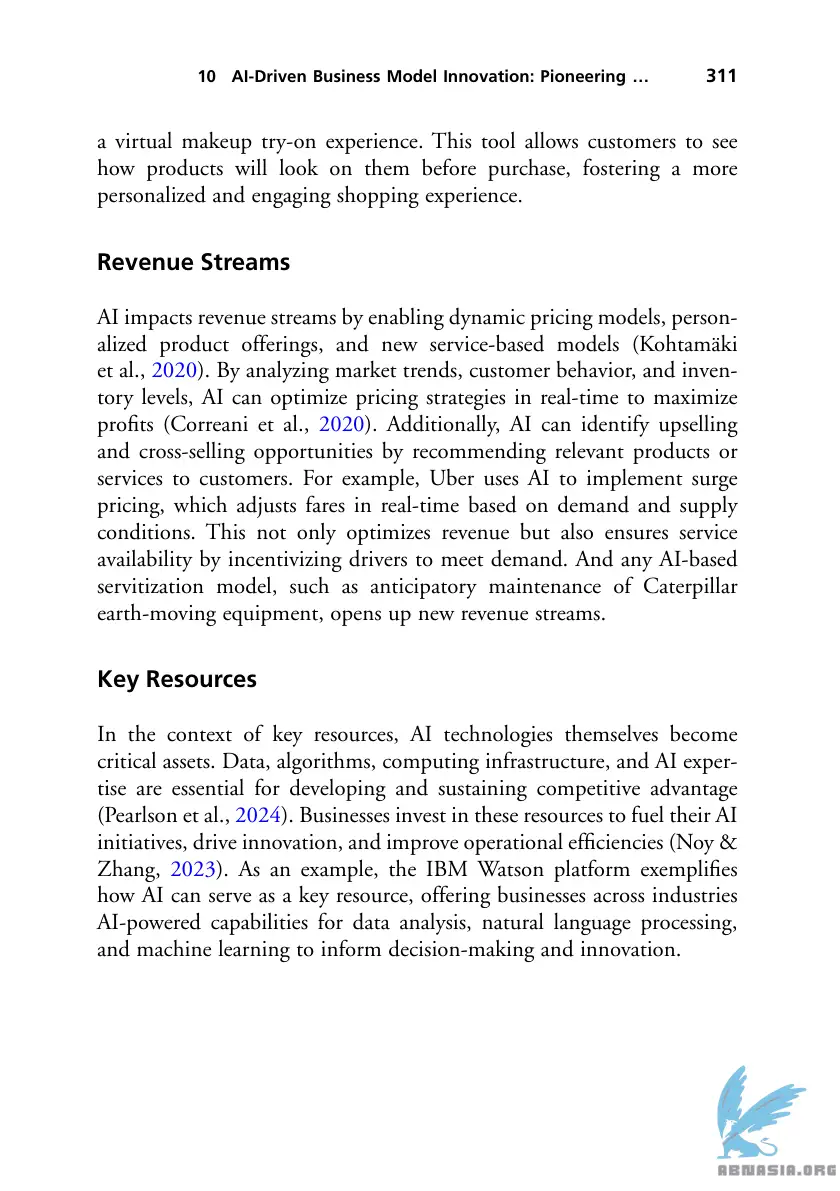 10 AI-Driven Business Model Innovation: Pioneering … 311
a virtual makeup try-on experience. This tool allows customers to see
how products will look on them before purchase, fostering a more
personalized and engaging shopping experience.
Revenue Streams
AI impacts revenue streams by enabling dynamic pricing models, person-
alized product offerings, and new service-based models (Kohtamäki
et al., 2020). By analyzing market trends, customer behavior, and inven-
tory levels, AI can optimize pricing strategies in real-time to maximize
profits (Correani et al., 2020). Additionally, AI can identify upselling
and cross-selling opportunities by recommending relevant products or
services to customers. For example, Uber uses AI to implement surge
pricing, which adjusts fares in real-time based on demand and supply
conditions. This not only optimizes revenue but also ensures service
availability by incentivizing drivers to meet demand. And any AI-based
servitization model, such as anticipatory maintenance of Caterpillar
earth-moving equipment, opens up new revenue streams.
Key Resources
In the context of key resources, AI technologies themselves become
critical assets. Data, algorithms, computing infrastructure, and AI exper-
tise are essential for developing and sustaining competitive advantage
(Pearlson et al., 2024). Businesses invest in these resources to fuel their AI
initiatives, drive innovation, and improve operational efficiencies (Noy &
Zhang, 2023). As an example, the IBM Watson platform exemplifies
how AI can serve as a key resource, offering businesses across industries
AI-powered capabilities for data analysis, natural language processing,
and machine learning to inform decision-making and innovation.
ABNASIA.ORG